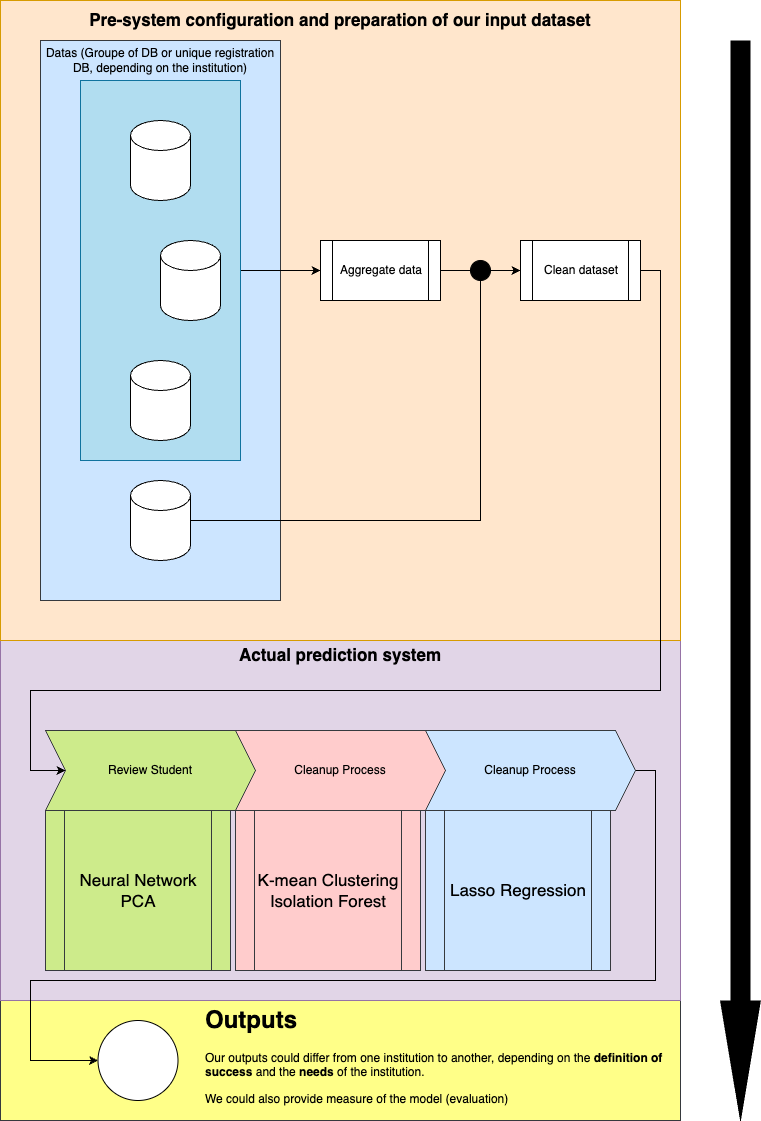 Pre-system configuration and preparation of our input dataset
Datas (Groupe of DB or unique registration
DB, depending on the institution)
Aggregate data
Clean dataset
Actual prediction system
Review Student
Cleanup Process
Cleanup Process
Neural Network
PCA
K-mean Clustering
Isolation Forest
Lasso Regression
Outputs
Our outputs could differ from one institution to another, depending on the definition of
success and the needs of the institution.
We could also provide measure of the model (evaluation)